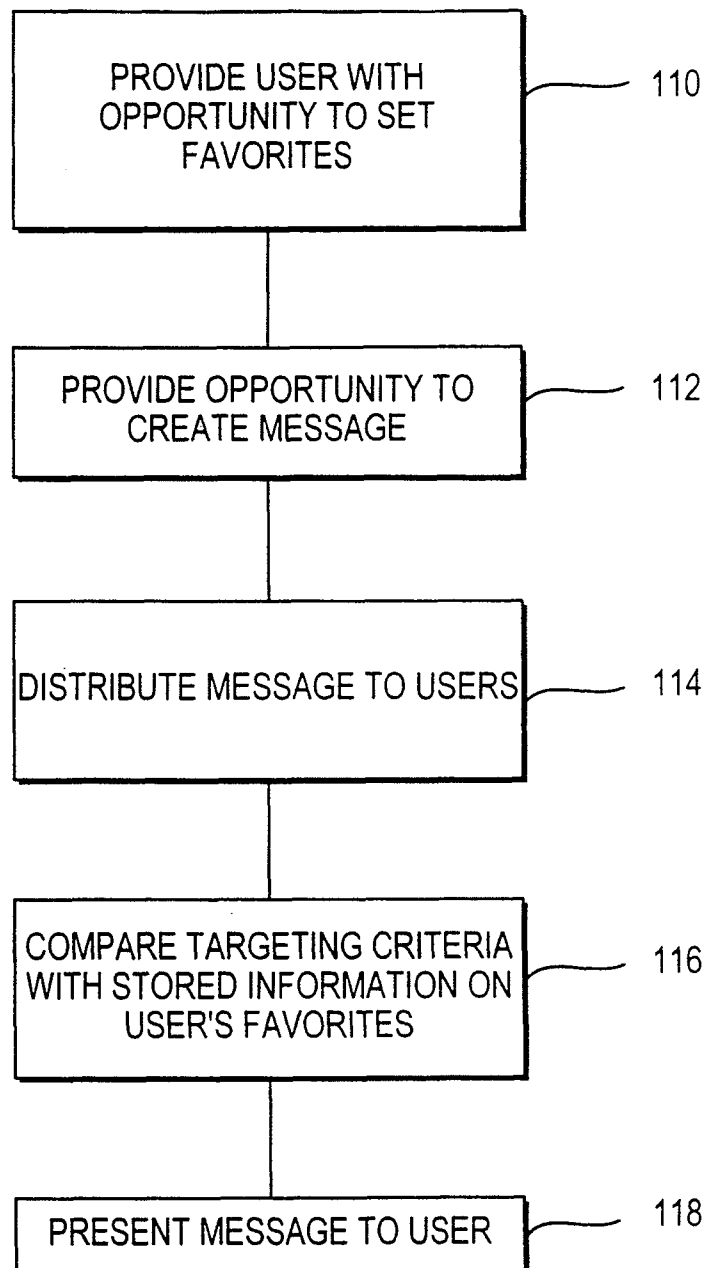 PROVIDE USER WITH
OPPORTUNITY TO SET
FAVORITES
110
PROVIDE OPPORTUNITY TO
CREATE MESSAGE
112
DISTRIBUTE MESSAGE TO USERS
114
COMPARE TARGETING CRITERIA
WITH STORED INFORMATION ON
USER'S FAVORITES
116
PRESENT MESSAGE TO USER
118